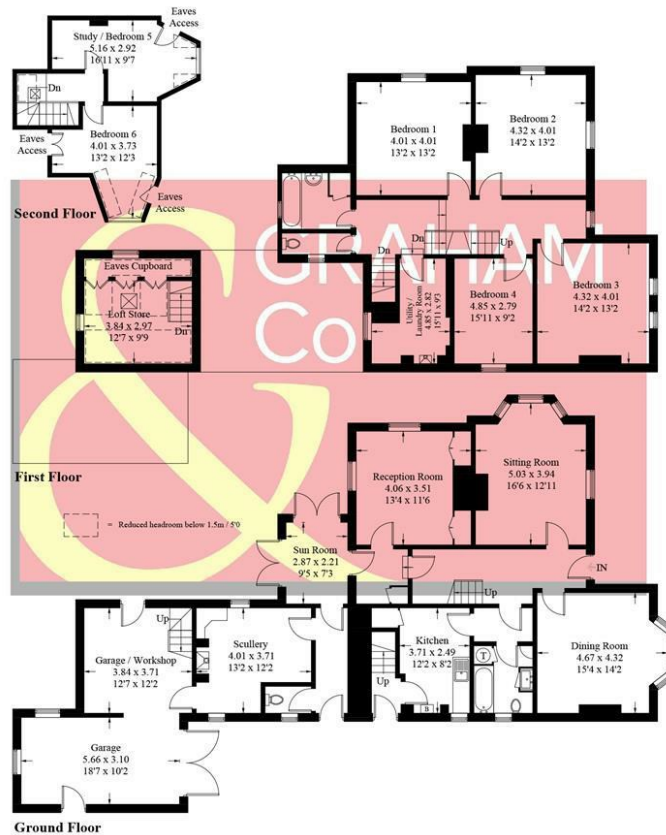 Eaves
Access
Study / Bedroom 5
5.16 x 2.92
16'11 x 9'7
Dn
Eaves
Access
Bedroom 6
4.01 x 3.73
13'2 x 12'3
Eaves
Access
Second Floor
Bedroom 1
4.01 x 4.01
13'2 x 13'2
Bedroom 2
4.32 x 4.01
14'2 x 13'2
&
GRAHAM
Co
Dn
Dn
Up
Eaves Cupboard
Loft Store
3.84 x 2.97
12'7 x 9'9
Dn
Utility /
Laundry Room
4.85 x 2.82
15'11 x 9'3
Bedroom 4
4.85 x 2.79
15'11 x 9'2
Bedroom 3
4.32 x 4.01
14'2 x 13'2
First Floor
Reception Room
4.06 x 3.51
13'4 x 11'6
Sitting Room
5.03 x 3.94
16'6 x 12'11
= Reduced headroom below 1.5m / 5'0
Sun Room
2.87 x 2.21
9'5 x 7'3
IN
Up
Up
Garage / Workshop
3.84 x 3.71
12'7 x 12'2
Scullery
4.01 x 3.71
13'2 x 12'2
Up
Kitchen
3.71 x 2.49
12'2 x 8'2
T
B
Dining Room
4.67 x 4.32
15'4 x 14'2
Garage
5.66 x 3.10
18'7 x 10'2
Ground Floor